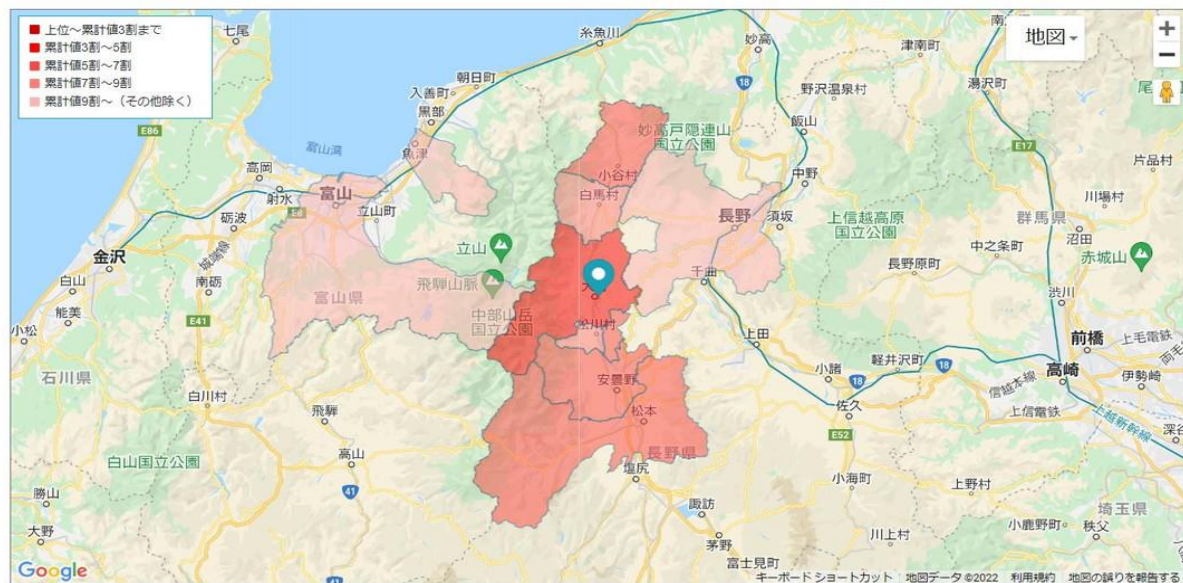 上位～累計値3割まで
累計値3割～5割
累計値5割～7割
累計値7割～9割
累計値9割～（その他除く）
地図
七尾
糸魚川
妙高
津南町
湯沢町
朝日町
入善町
黒部
18
野沢温泉村
E86
富山湾
魚津
妙高戸隠連山
国立公園
飯山
E17
高岡
射水
富山
小谷村
中野
片品村
E8
立山町
白馬村
長野
須坂
川場村
砺波
城端線
上信越高原
国立公園
群馬県
沼田
金沢
立山
中之条町
赤城山
白山
南砺
飛騨山脈
千曲
長野原町
能美
富山県
中部山岳
国立公園
渋川
小松
E41
松川村
上田
前橋
上毛電鉄
両毛
石川県
小諸
軽井沢町
18
18
高崎
伊勢崎
白川村
安曇野
佐久
信越本線
上信電鉄
飛騨
松本
E52
上越新幹線
深谷
白山国立公園
高山
長野県
塩尻
小海町
上野村
勝山
41
41
諏訪
埼玉県
小鹿野町
秩父
大野
茅野
川上村
富士見町
Google
キーボード ショートカット
地図データ ©2022
利用規約
地図の誤りを報告する